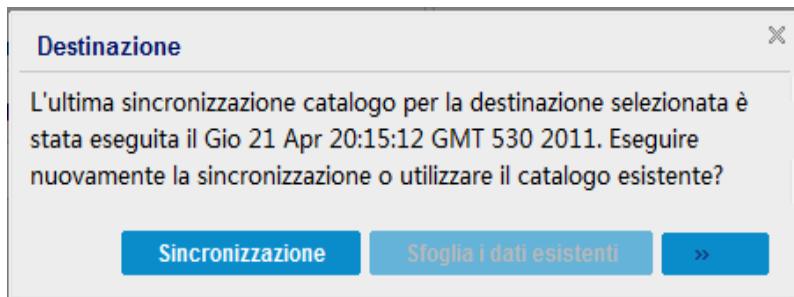 Destinazione
L'ultima sincronizzazione catalogo per la destinazione selezionata è
stata eseguita il Gio 21 Apr 20:15:12 GMT 530 2011. Eseguire
nuovamente la sincronizzazione o utilizzare il catalogo esistente?
Sincronizzazione Sfoglia i dati esistenti »